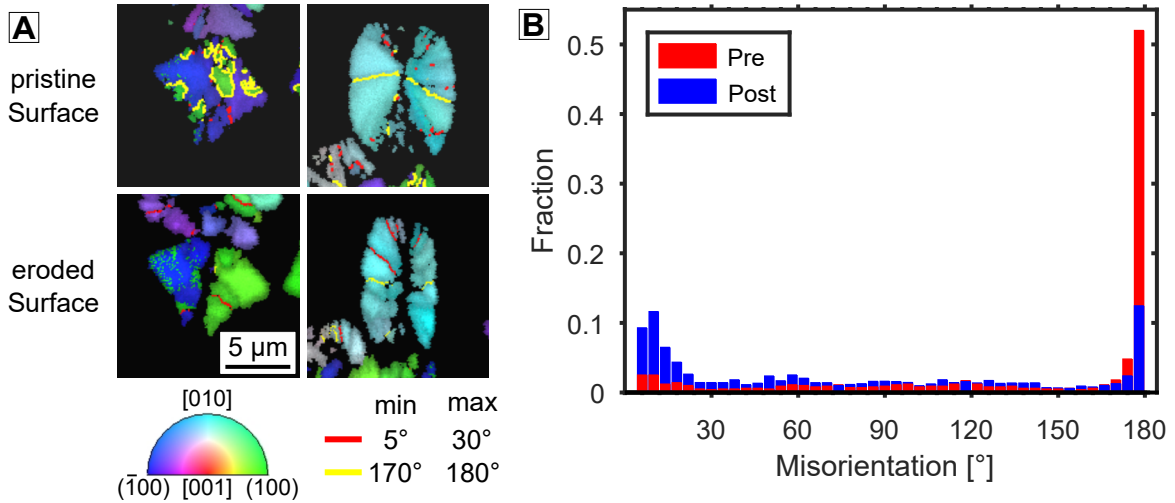 A
pristine
Surface
eroded
Surface
5 µm
[010]
(1̄00) [001] (100)
min max
5° 30°
170° 180°
B
Pre
Post
Fraction
0.5
0.4
0.3
0.2
0.1
0
30 60 90 120 150 180
Misorientation [°]